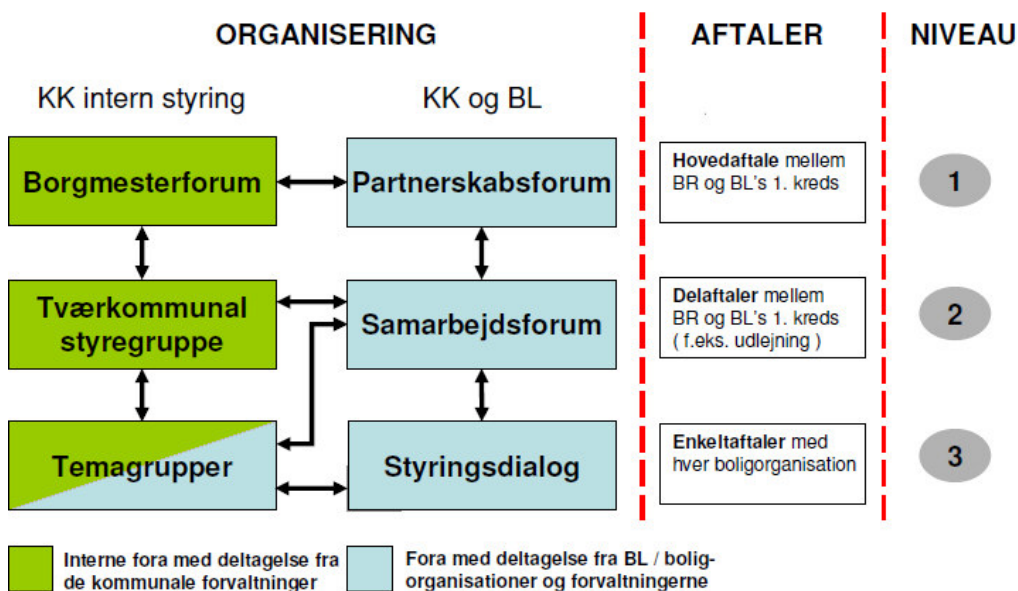 ORGANISERING
AFTALER
NIVEAU
KK intern styring
KK og BL
Borgmesterforum
Partnerskabsforum
Hovedaftale mellem
BR og BL's 1. kreds
1
Tværkommunal
styregruppe
Samarbejdsforum
Delaftaler mellem
BR og BL's 1. kreds
( f.eks. udlejning )
2
Temagrupper
Styringsdialog
Enkeltaftaler med
hver boligorganisation
3
Interne fora med deltagelse fra
de kommunale forvaltninger
Fora med deltagelse fra BL / bolig-
organisationer og forvaltningerne